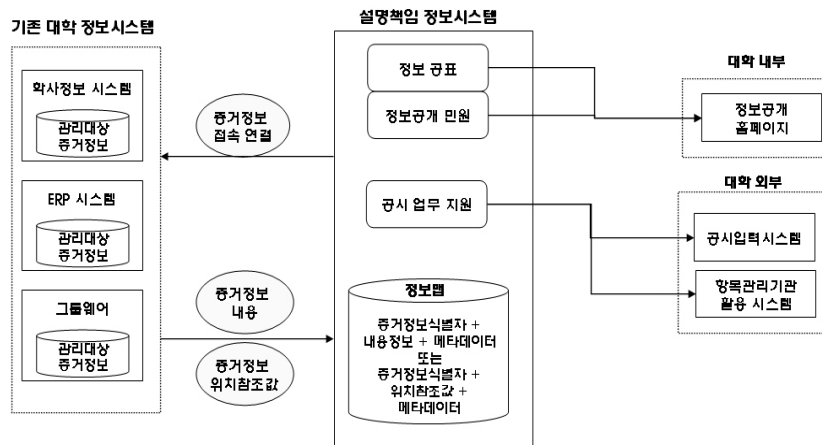 기존 대학 정보시스템
학사정보 시스템
관리대상
증거정보
ERP 시스템
관리대상
증거정보
그룹웨어
관리대상
증거정보
증거정보
접속 연결
증거정보
내용
증거정보
위치참조값
설명책임 정보시스템
정보 공표
정보공개 민원
공시 업무 지원
정보맵
증거정보식별자 +
내용정보 + 메타데이터
또는
증거정보식별자 +
위치참조값 +
메타데이터
대학 내부
정보공개
홈페이지
대학 외부
공시입력시스템
항목관리기관
활용 시스템